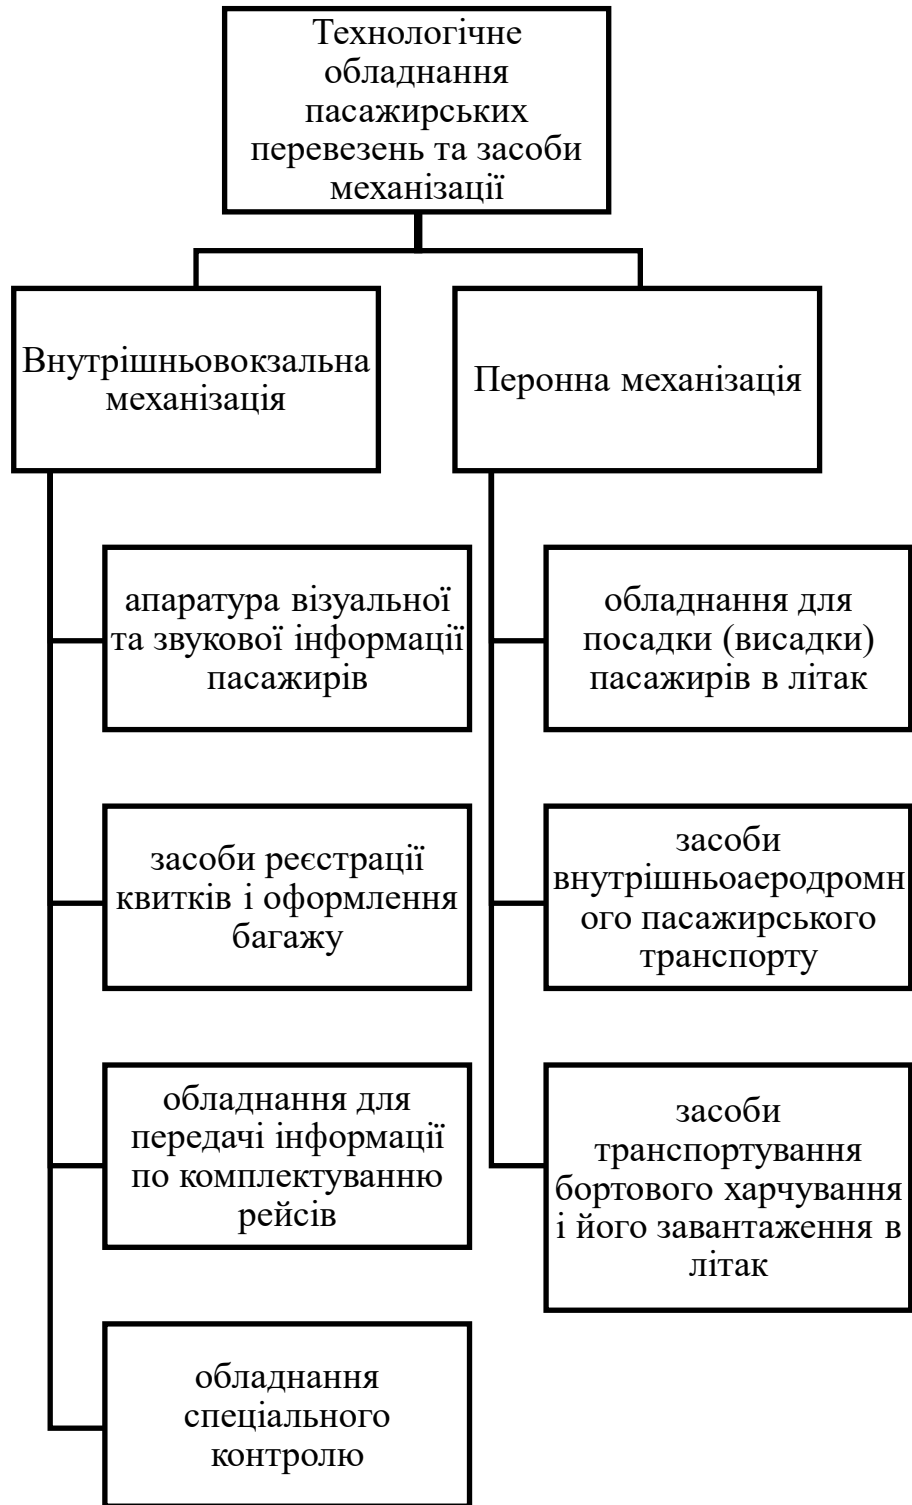 Технологічне
обладнання
пасажирських
перевезень та засоби
механізації
Внутрішньовокзальна
механізація
апаратура візуальної
та звукової інформації
пасажирів
засоби реєстрації
квитків і оформлення
багажу
обладнання для
передачі інформації
по комплектуванню
рейсів
обладнання
спеціального
контролю
Перонна механізація
обладнання для
посадки (висадки)
пасажирів в літак
засоби
внутрішньоаеродромн
ого пасажирського
транспорту
засоби
транспортування
бортового харчування
і його завантаження в
літак